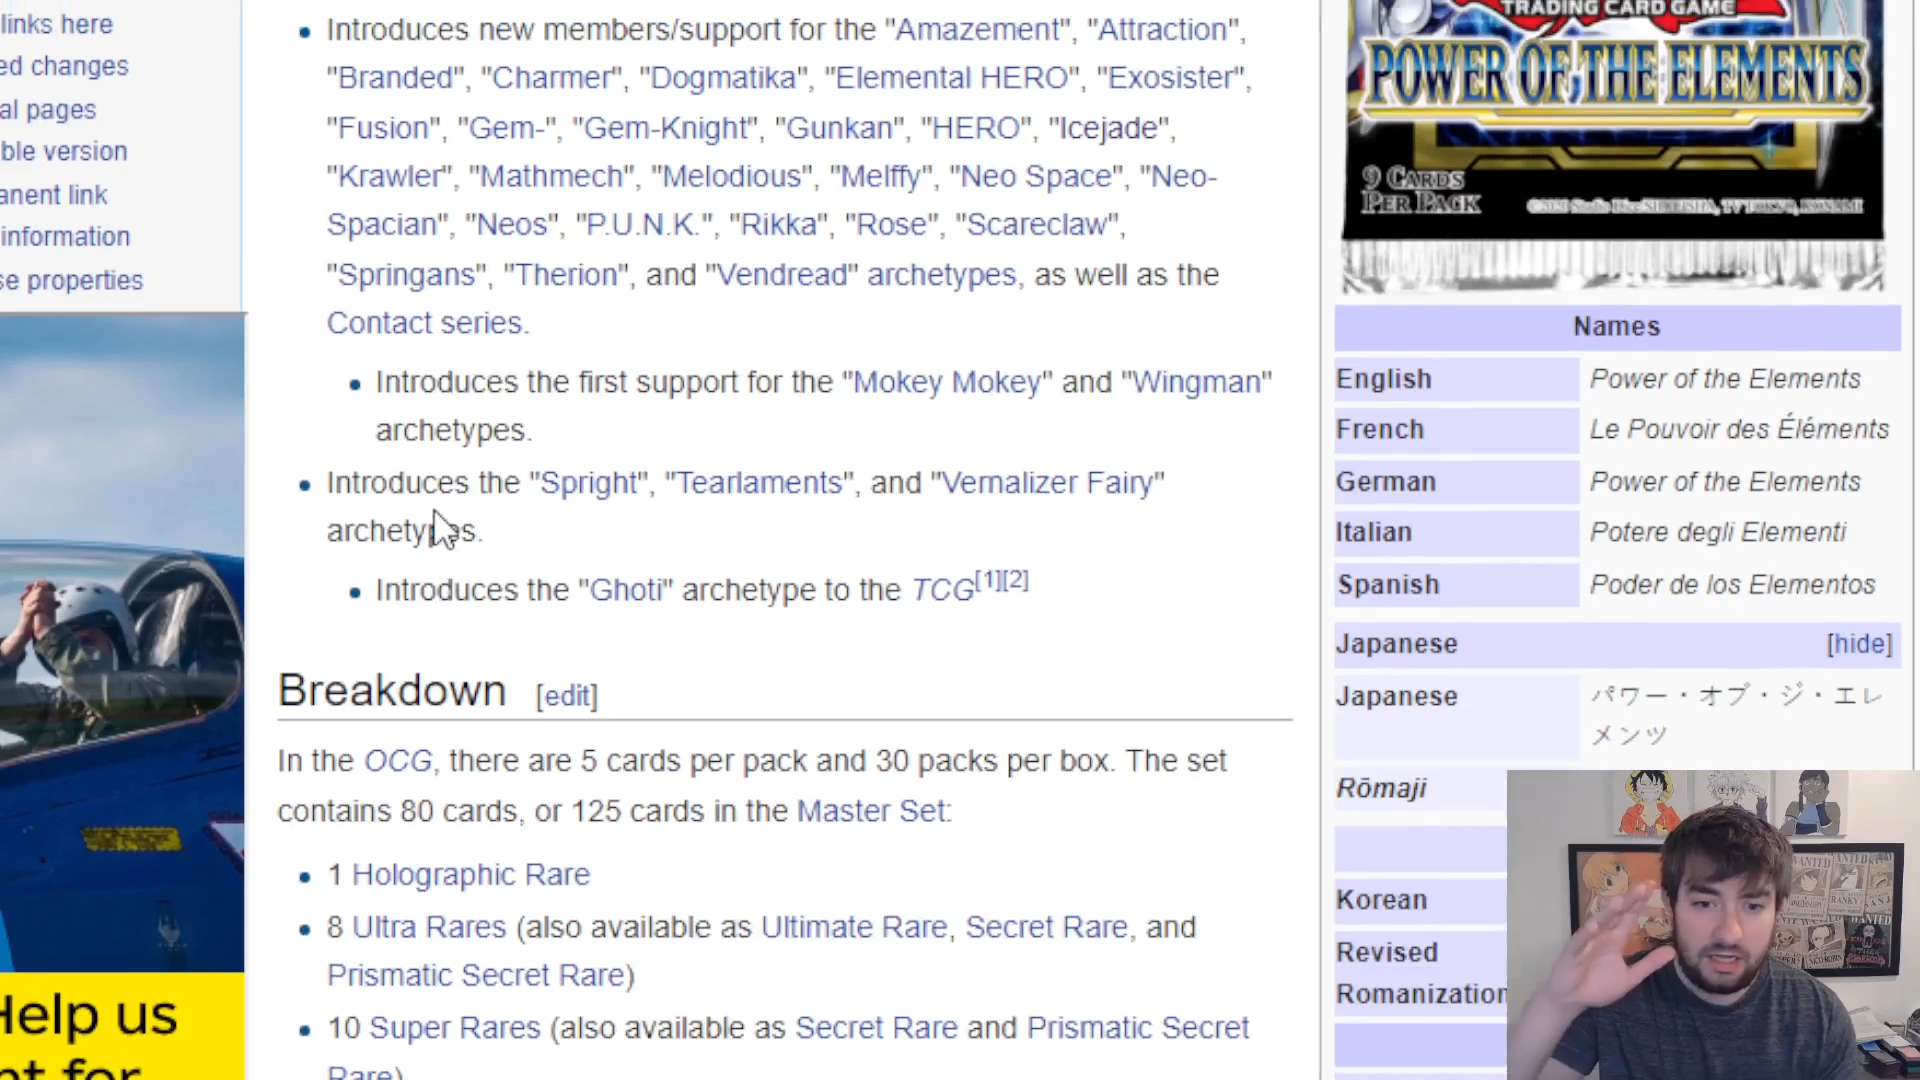 links here
ed changes
al pages
ble version
anent link
information
se properties
Help us
nt for
Introduces new members/support for the "Amazement", "Attraction",
"Branded", "Charmer", "Dogmatika", "Elemental HERO", "Exosister",
"Fusion", "Gem-", "Gem-Knight", "Gunkan", "HERO", "Icejade",
"Krawler", "Mathmech", "Melodious", "Melffy", "Neo Space", "Neo-
Spacian", "Neos", "P.U.N.K.", "Rikka", "Rose", "Scareclaw",
"Springans", "Therion", and "Vendread" archetypes, as well as the
Contact series.
Introduces the first support for the "Mokey Mokey" and "Wingman"
archetypes.
Introduces the "Spright", "Tearlaments", and "Vernalizer Fairy"
archetypes.
Introduces the "Ghoti" archetype to the TCG[1][2]
Breakdown [edit]
In the OCG, there are 5 cards per pack and 30 packs per box. The set
contains 80 cards, or 125 cards in the Master Set:
1 Holographic Rare
8 Ultra Rares (also available as Ultimate Rare, Secret Rare, and
Prismatic Secret Rare)
10 Super Rares (also available as Secret Rare and Prismatic Secret
Rare)
TRADING CARD GAME
POWER OF THE ELEMENTS
9 CARDS
PER PACK
Names
English Power of the Elements
French Le Pouvoir des Éléments
German Power of the Elements
Italian Potere degli Elementi
Spanish Poder de los Elementos
Japanese [hide]
Japanese パワー・オブ・ジ・エレ
メンツ
Rōmaji
Korean
Revised
Romanization
WANTED
WANTED